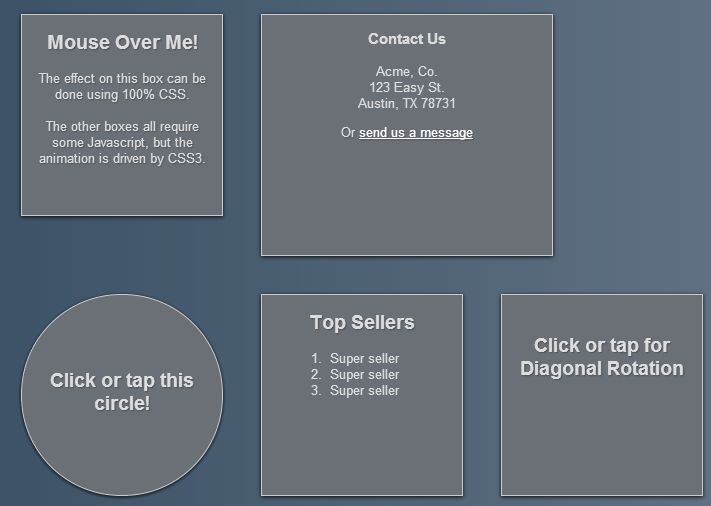 Mouse Over Me!
The effect on this box can be
done using 100% CSS.
The other boxes all require
some Javascript, but the
animation is driven by CSS3.
Contact Us
Acme, Co.
123 Easy St.
Austin, TX 78731
Or send us a message
Click or tap this
circle!
Top Sellers
1. Super seller
2. Super seller
3. Super seller
Click or tap for
Diagonal Rotation